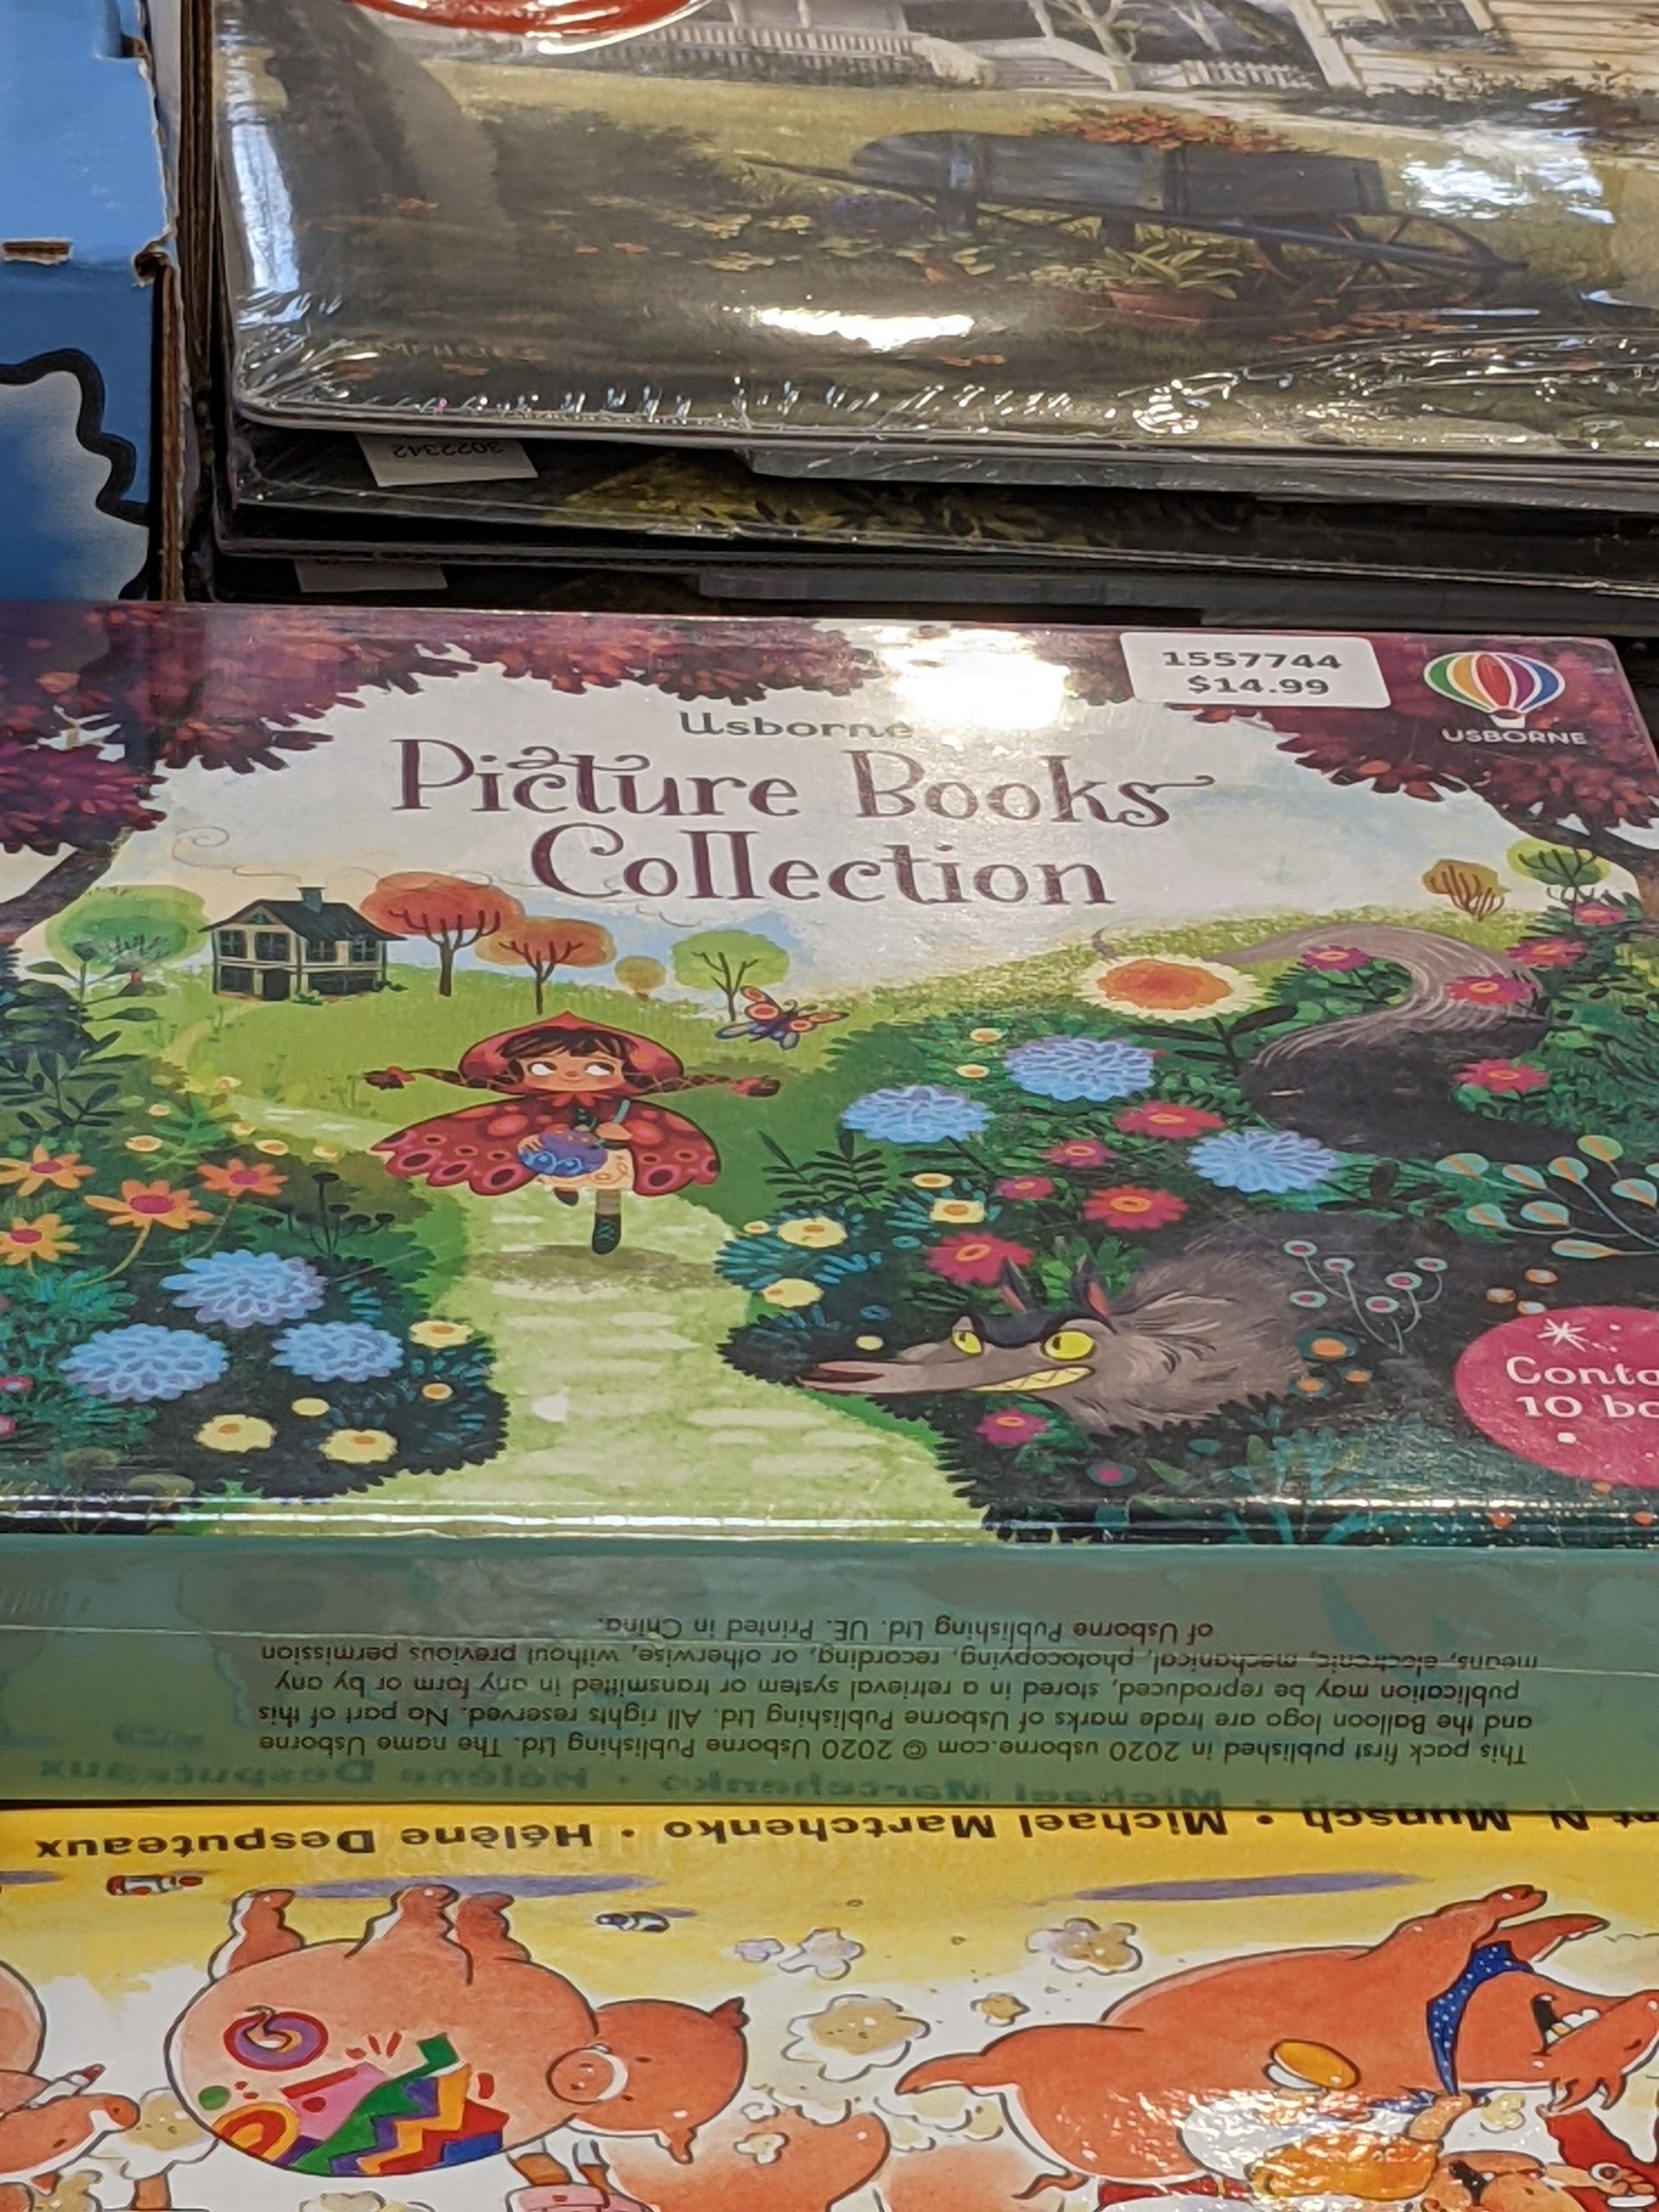 3022342
1557744
$14.99
USBORNE
Usborne
Picture Books
Collection
10
This pack first published in 2020 usborne.com © 2020 Usborne Publishing Ltd. The name Usborne
and the Balloon logo are trade marks of Usborne Publishing Ltd. All rights reserved. No part of this
publication may be reproduced, stored in a retrieval system or transmitted in any form or by any
means, electronic, mechanical, photocopying, recording, or otherwise, without previous permission
of Usborne Publishing Ltd. UE. Printed in China.
N. Munsch • Michael Martchenko • Hélène Desputeaux